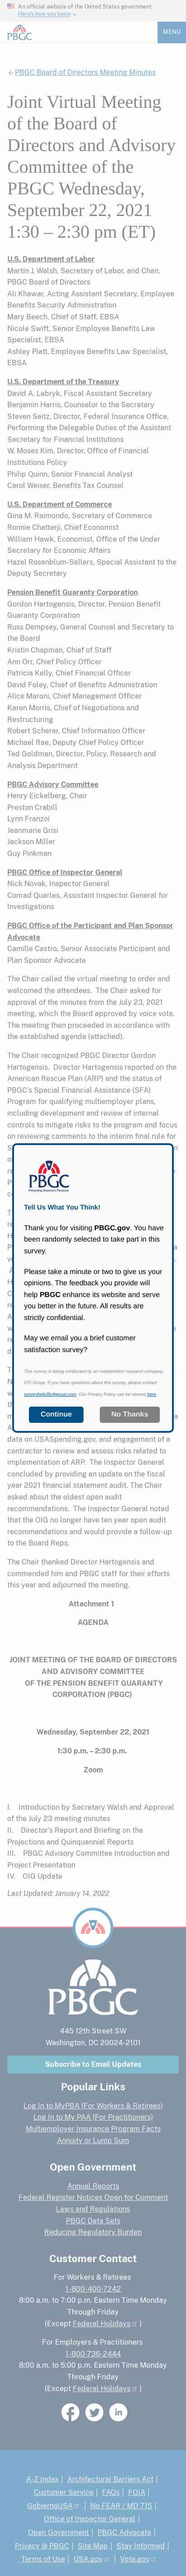 An official website of the United States government
Here's how you know
PBGC
MENU
PBGC Board of Directors Meeting Minutes
Joint Virtual Meeting
of the Board of
Directors and Advisory
Committee of the
PBGC Wednesday,
September 22, 2021
1:30 – 2:30 pm (ET)
U.S. Department of Labor
Martin J. Walsh, Secretary of Labor, and Chair,
PBGC Board of Directors
Ali Khawar, Acting Assistant Secretary, Employee
Benefits Security Administration
Mary Beech, Chief of Staff, EBSA
Nicole Swift, Senior Employee Benefits Law
Specialist, EBSA
Ashley Piett, Employee Benefits Law Specialist,
EBSA
U.S. Department of the Treasury
David A. Lebryk, Fiscal Assistant Secretary
Benjamin Harris, Counselor to the Secretary
Steven Seitz, Director, Federal Insurance Office,
Performing the Delegable Duties of the Assistant
Secretary for Financial Institutions
W. Moses Kim, Director, Office of Financial
Institutions Policy
Philip Quinn, Senior Financial Analyst
Carol Weiser, Benefits Tax Counsel
U.S. Department of Commerce
Gina M. Raimondo, Secretary of Commerce
Ronnie Chatterji, Chief Economist
William Hawk, Economist, Office of the Under
Secretary for Economic Affairs
Hazel Rosenblum-Sellers, Special Assistant to the
Deputy Secretary
Pension Benefit Guaranty Corporation
Gordon Hartogensis, Director, Pension Benefit
Guaranty Corporation
Russ Dempsey, General Counsel and Secretary to
the Board
Kristin Chapman, Chief of Staff
Ann Orr, Chief Policy Officer
Patricia Kelly, Chief Financial Officer
David Foley, Chief of Benefits Administration
Alice Maroni, Chief Management Officer
Karen Morris, Chief of Negotiations and
Restructuring
Robert Scherer, Chief Information Officer
Michael Rae, Deputy Chief Policy Officer
Ted Goldman, Director, Policy, Research and
Analysis Department
PBGC Advisory Committee
Henry Eickelberg, Chair
Preston Crabill
Lynn Franzoi
Jeanmarie Grisi
Jackson Miller
Guy Pinkman
PBGC Office of Inspector General
Nick Novak, Inspector General
Conrad Quarles, Assistant Inspector General for
Investigations
PBGC Office of the Participant and Plan Sponsor
Advocate
Camille Castro, Senior Associate Participant and
Plan Sponsor Advocate
The Chair called the virtual meeting to order and
welcomed the attendees. The Chair asked for
approval of the minutes from the July 23, 2021
meeting, which the Board approved by voice vote.
The meeting then proceeded in accordance with
the established agenda (attached).
The Chair recognized PBGC Director Gordon
Hartogensis. Director Hartogensis reported on the
American Rescue Plan (ARP) and the status of
PBGC's Special Financial Assistance (SFA)
Program for qualifying multiemployer plans,
including development and review of internal
controls to mitigate program risks and a focus
on reviewing comments to the interim final rule for
PBGC
Protecting America's Pensions
Tell Us What You Think!
Thank you for visiting PBGC.gov. You have
been randomly selected to take part in this
survey.
Please take a minute or two to give us your
opinions. The feedback you provide will
help PBGC enhance its website and serve
you better in the future. All results are
strictly confidential.
May we email you a brief customer
satisfaction survey?
This survey is being conducted by an independent research company,
CFI Group. If you have questions about this survey, please contact
surveyhelp@cfigroup.com. Our Privacy Policy can be viewed here.
Continue
No Thanks
data on USASpending.gov, encouragement of a
contractor to improve risk assessment, and review
of information technology contracts. The Chair
asked about the oldest open audit
recommendations. The Inspector General noted
that the OIG no longer has very old open
recommendations and would provide a follow-up
to the Board Reps.
The Chair thanked Director Hartogensis and
commended him and PBGC staff for their efforts
this year and moving forward.
Attachment 1
AGENDA
JOINT MEETING OF THE BOARD OF DIRECTORS
AND ADVISORY COMMITTEE
OF THE PENSION BENEFIT GUARANTY
CORPORATION (PBGC)
Wednesday, September 22, 2021
1:30 p.m. – 2:30 p.m.
Zoom
I. Introduction by Secretary Walsh and Approval
of the July 23 meeting minutes
II. Director's Report and Briefing on the
Projections and Quinquennial Reports
III. PBGC Advisory Committee Introduction and
Project Presentation
IV. OIG Update
Last Updated: January 14, 2022
PBGC
445 12th Street SW
Washington, DC 20024-2101
Subscribe to Email Updates
Popular Links
Log In to MyPBA (For Workers & Retirees)
Log In to My PAA (For Practitioners)
Multiemployer Insurance Program Facts
Annuity or Lump Sum
Open Government
Annual Reports
Federal Register Notices Open for Comment
Laws and Regulations
PBGC Data Sets
Reducing Regulatory Burden
Customer Contact
For Workers & Retirees
1-800-400-7242
8:00 a.m. to 7:00 p.m. Eastern Time Monday
Through Friday
(Except Federal Holidays )
For Employers & Practitioners
1-800-736-2444
8:00 a.m. to 5:00 p.m. Eastern Time Monday
Through Friday
(Except Federal Holidays )
A-Z Index | Architectural Barriers Act |
Customer Service | FAQs | FOIA |
GobiernoUSA | No FEAR / MD 715 |
Office of Inspector General |
Open Government | PBGC Advocate |
Privacy @ PBGC | Site Map | Stay Informed |
Terms of Use | USA.gov | Vote.gov